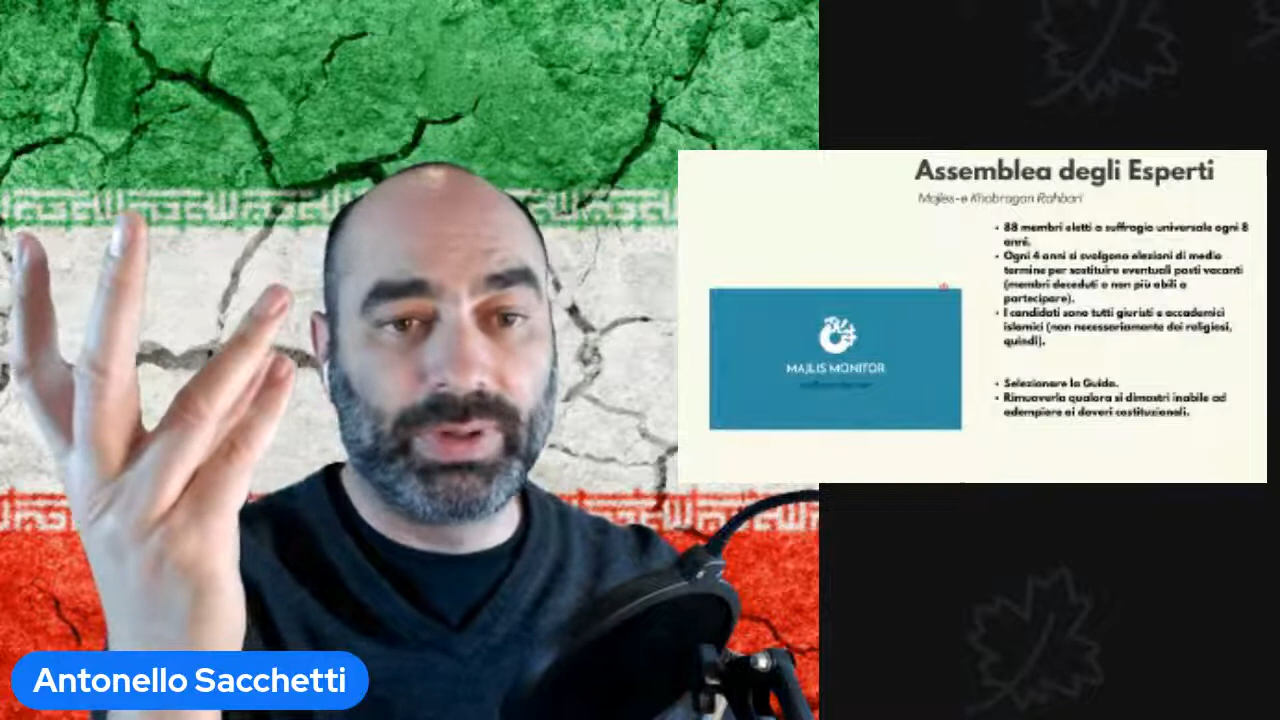 Assemblea degli Esperti
Majles-e Khobragan Rahbari
• 88 membri eletti a suffragio universale ogni 8
anni.
• Ogni 4 anni si svolgono elezioni di medio
termine per sostituire eventuali posti vacanti
(membri deceduti o non più abili a
partecipare).
• I candidati sono tutti giuristi e accademici
islamici (non necessariamente dei religiosi,
quindi).
MAJLIS MONITOR
• Selezionare la Guida.
• Rimuoverla qualora si dimostri inabile ad
adempiere ai doveri costituzionali.
Antonello Sacchetti